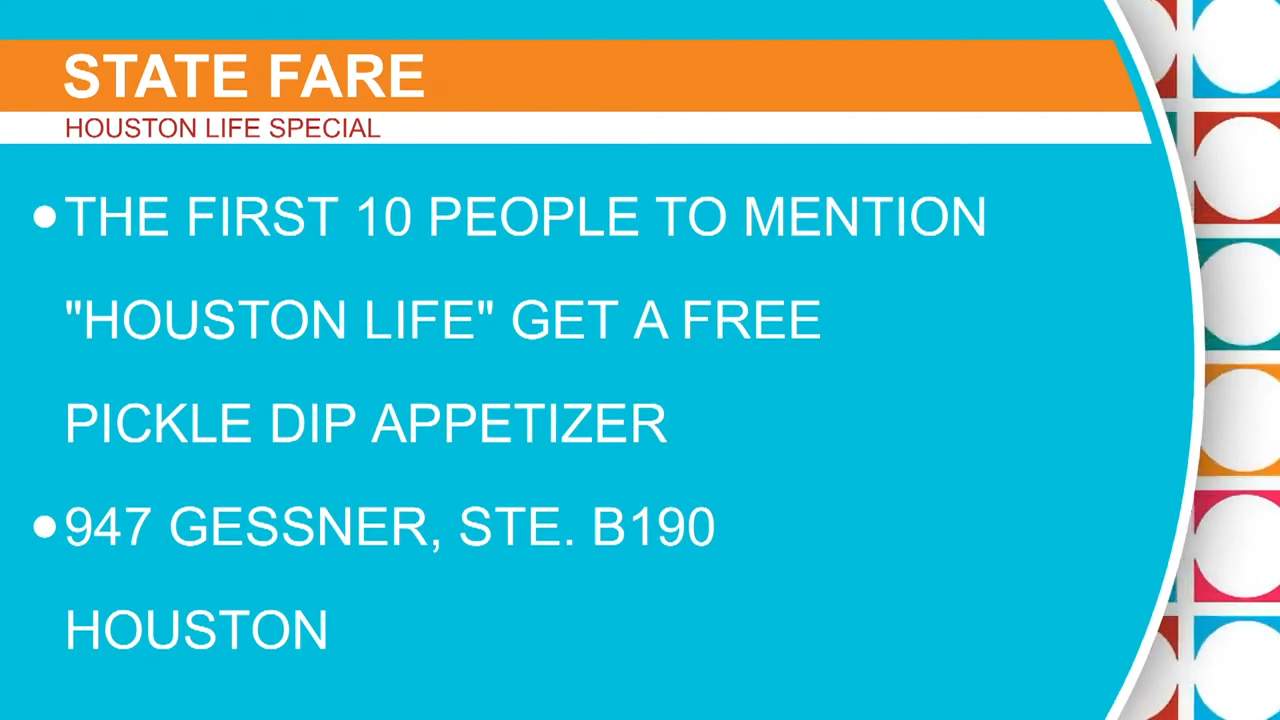 STATE FARE
HOUSTON LIFE SPECIAL
•THE FIRST 10 PEOPLE TO MENTION
"HOUSTON LIFE" GET A FREE
PICKLE DIP APPETIZER
•947 GESSNER, STE. B190
HOUSTON